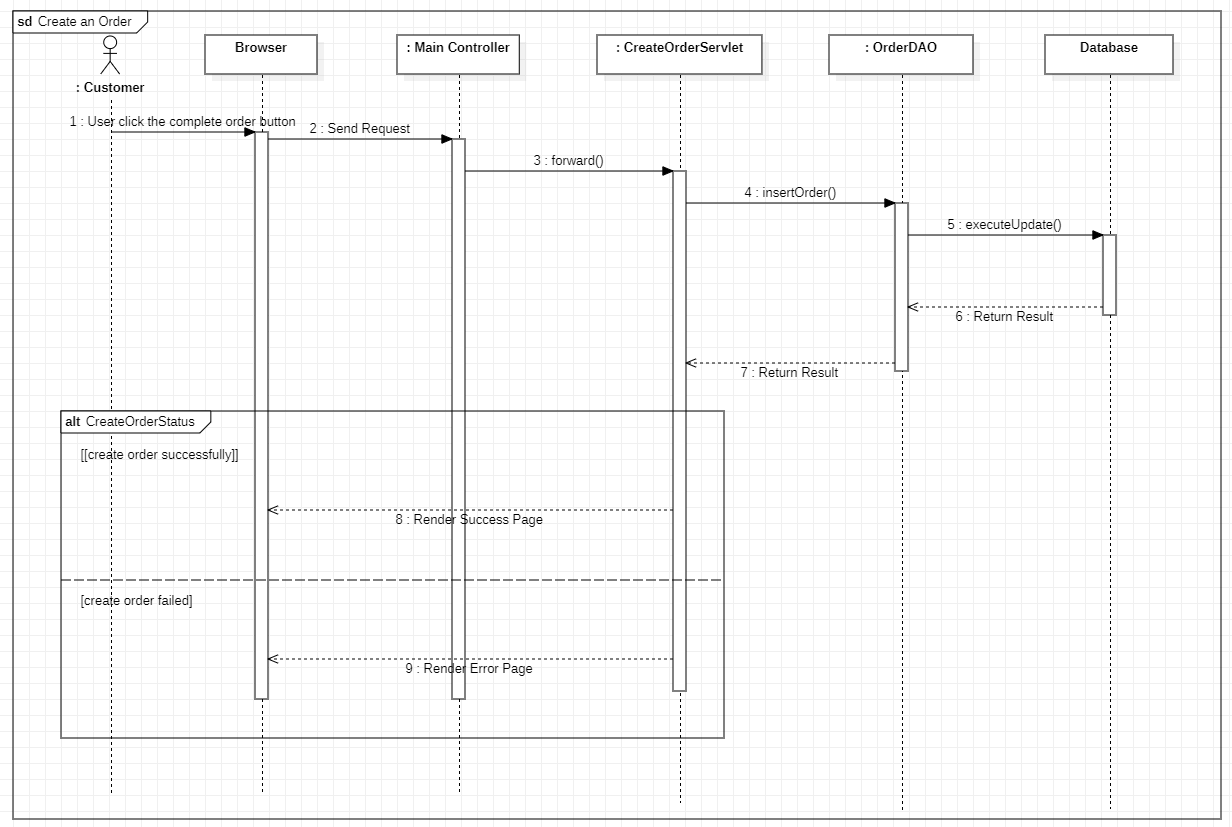 sd Create an Order
Browser
: Main Controller
: CreateOrderServlet
: OrderDAO
Database
: Customer
1 : User click the complete order button
2 : Send Request
3 : forward()
4 : insertOrder()
5 : executeUpdate()
6 : Return Result
7 : Return Result
alt CreateOrderStatus
[[create order successfully]]
8 : Render Success Page
[create order failed]
9 : Render Error Page